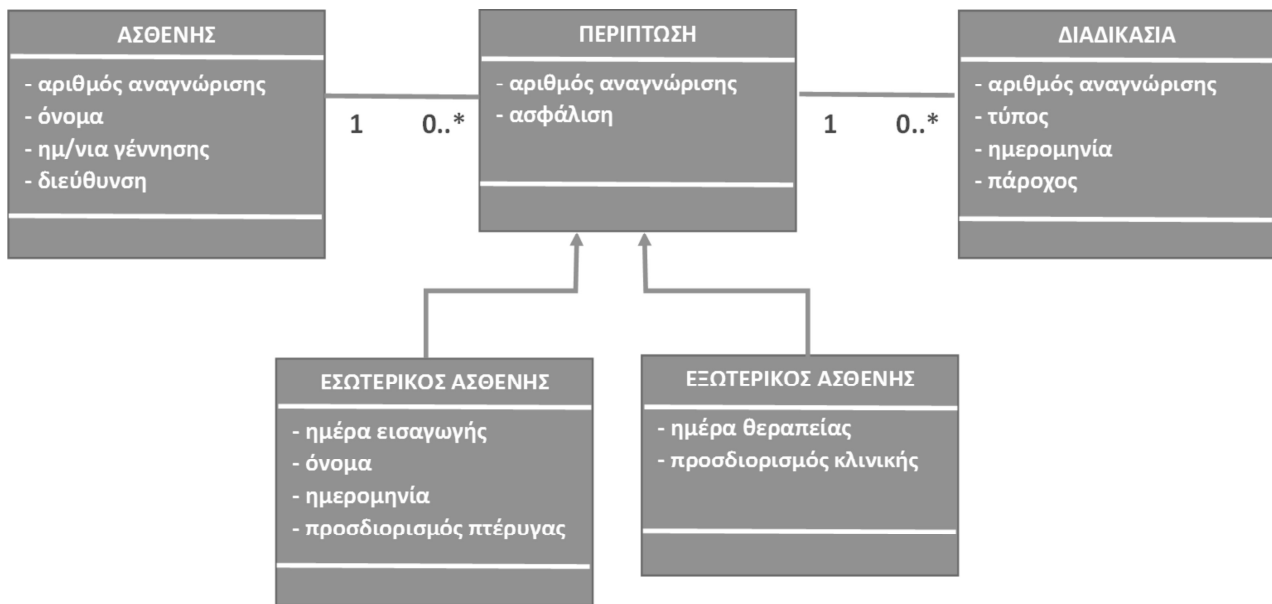 ΑΣΘΕΝΗΣ
- αριθμός αναγνώρισης
- όνομα
- ημ/νια γέννησης
- διεύθυνση
1 0..*
ΠΕΡΙΠΤΩΣΗ
- αριθμός αναγνώρισης
- ασφάλιση
1 0..*
ΔΙΑΔΙΚΑΣΙΑ
- αριθμός αναγνώρισης
- τύπος
- ημερομηνία
- πάροχος
ΕΣΩΤΕΡΙΚΟΣ ΑΣΘΕΝΗΣ
- ημέρα εισαγωγής
- όνομα
- ημερομηνία
- προσδιορισμός πτέρυγας
ΕΞΩΤΕΡΙΚΟΣ ΑΣΘΕΝΗΣ
- ημέρα θεραπείας
- προσδιορισμός κλινικής